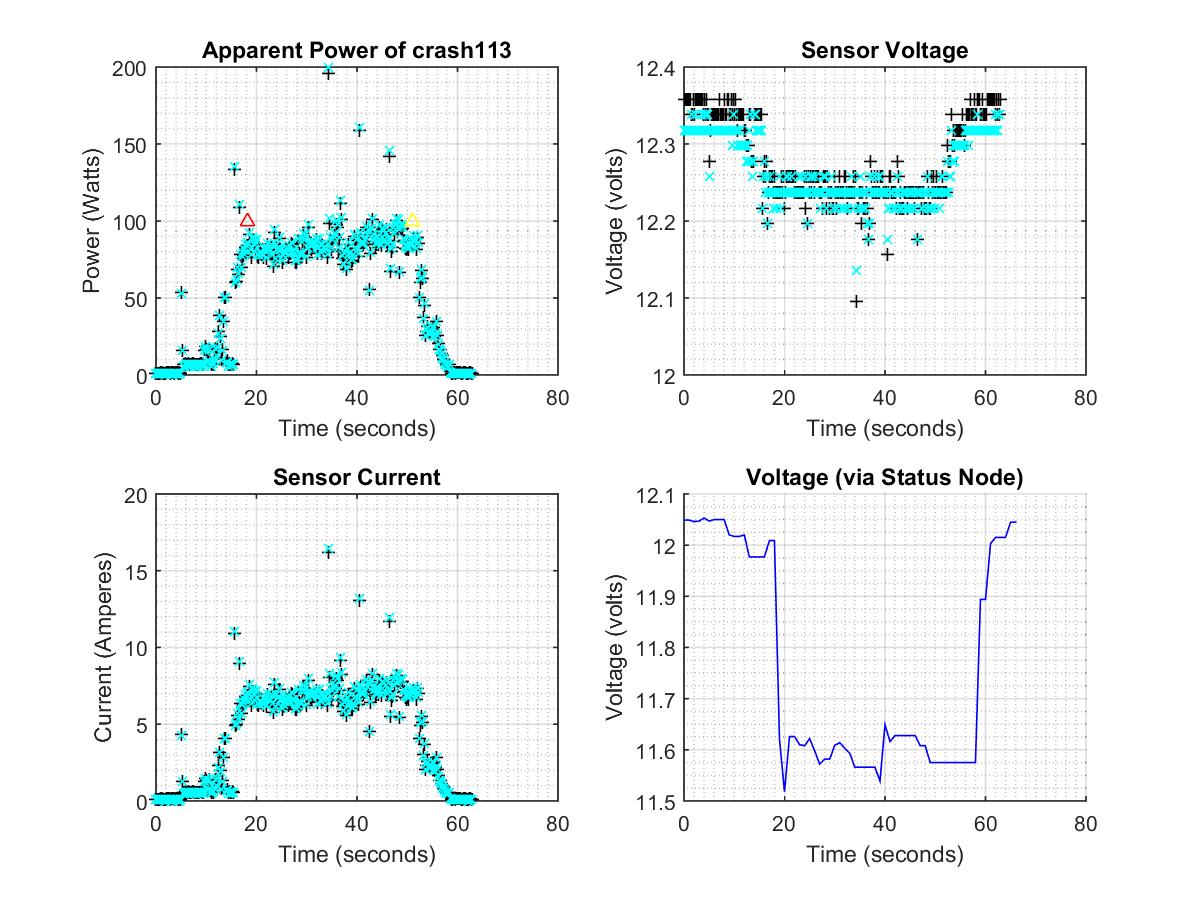 Apparent Power of crash113
200
150
100
50
0
0 20 40 60 80
Power (Watts)
Time (seconds)
Sensor Voltage
12.4
12.3
12.2
12.1
12
0 20 40 60 80
Voltage (volts)
Time (seconds)
Sensor Current
20
15
10
5
0
0 20 40 60 80
Current (Amperes)
Time (seconds)
Voltage (via Status Node)
12.1
12
11.9
11.8
11.7
11.6
11.5
0 20 40 60 80
Voltage (volts)
Time (seconds)